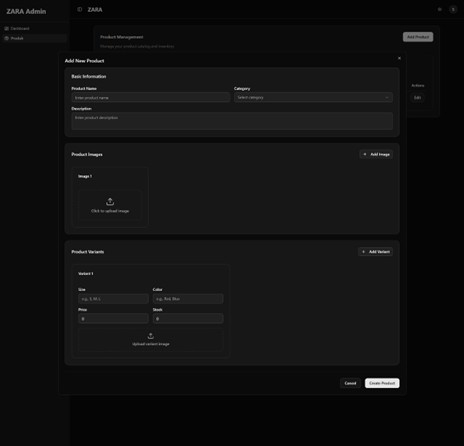 ZARA Admin
ZARA
Dashboard
Product Management
Add Product
Manage your product catalog and inventory
Add New Product
Basic Information
Product Name
Category
Enter product name
Select category
Description
Enter product description
Actions
Edit
Product Images
Add Image
Image 1
Click to upload image
Product Variants
Add Variant
Variant 1
Size
Color
e.g., Red, Blue
Price
Stock
0
0
Upload variant image
Cancel
Create Product